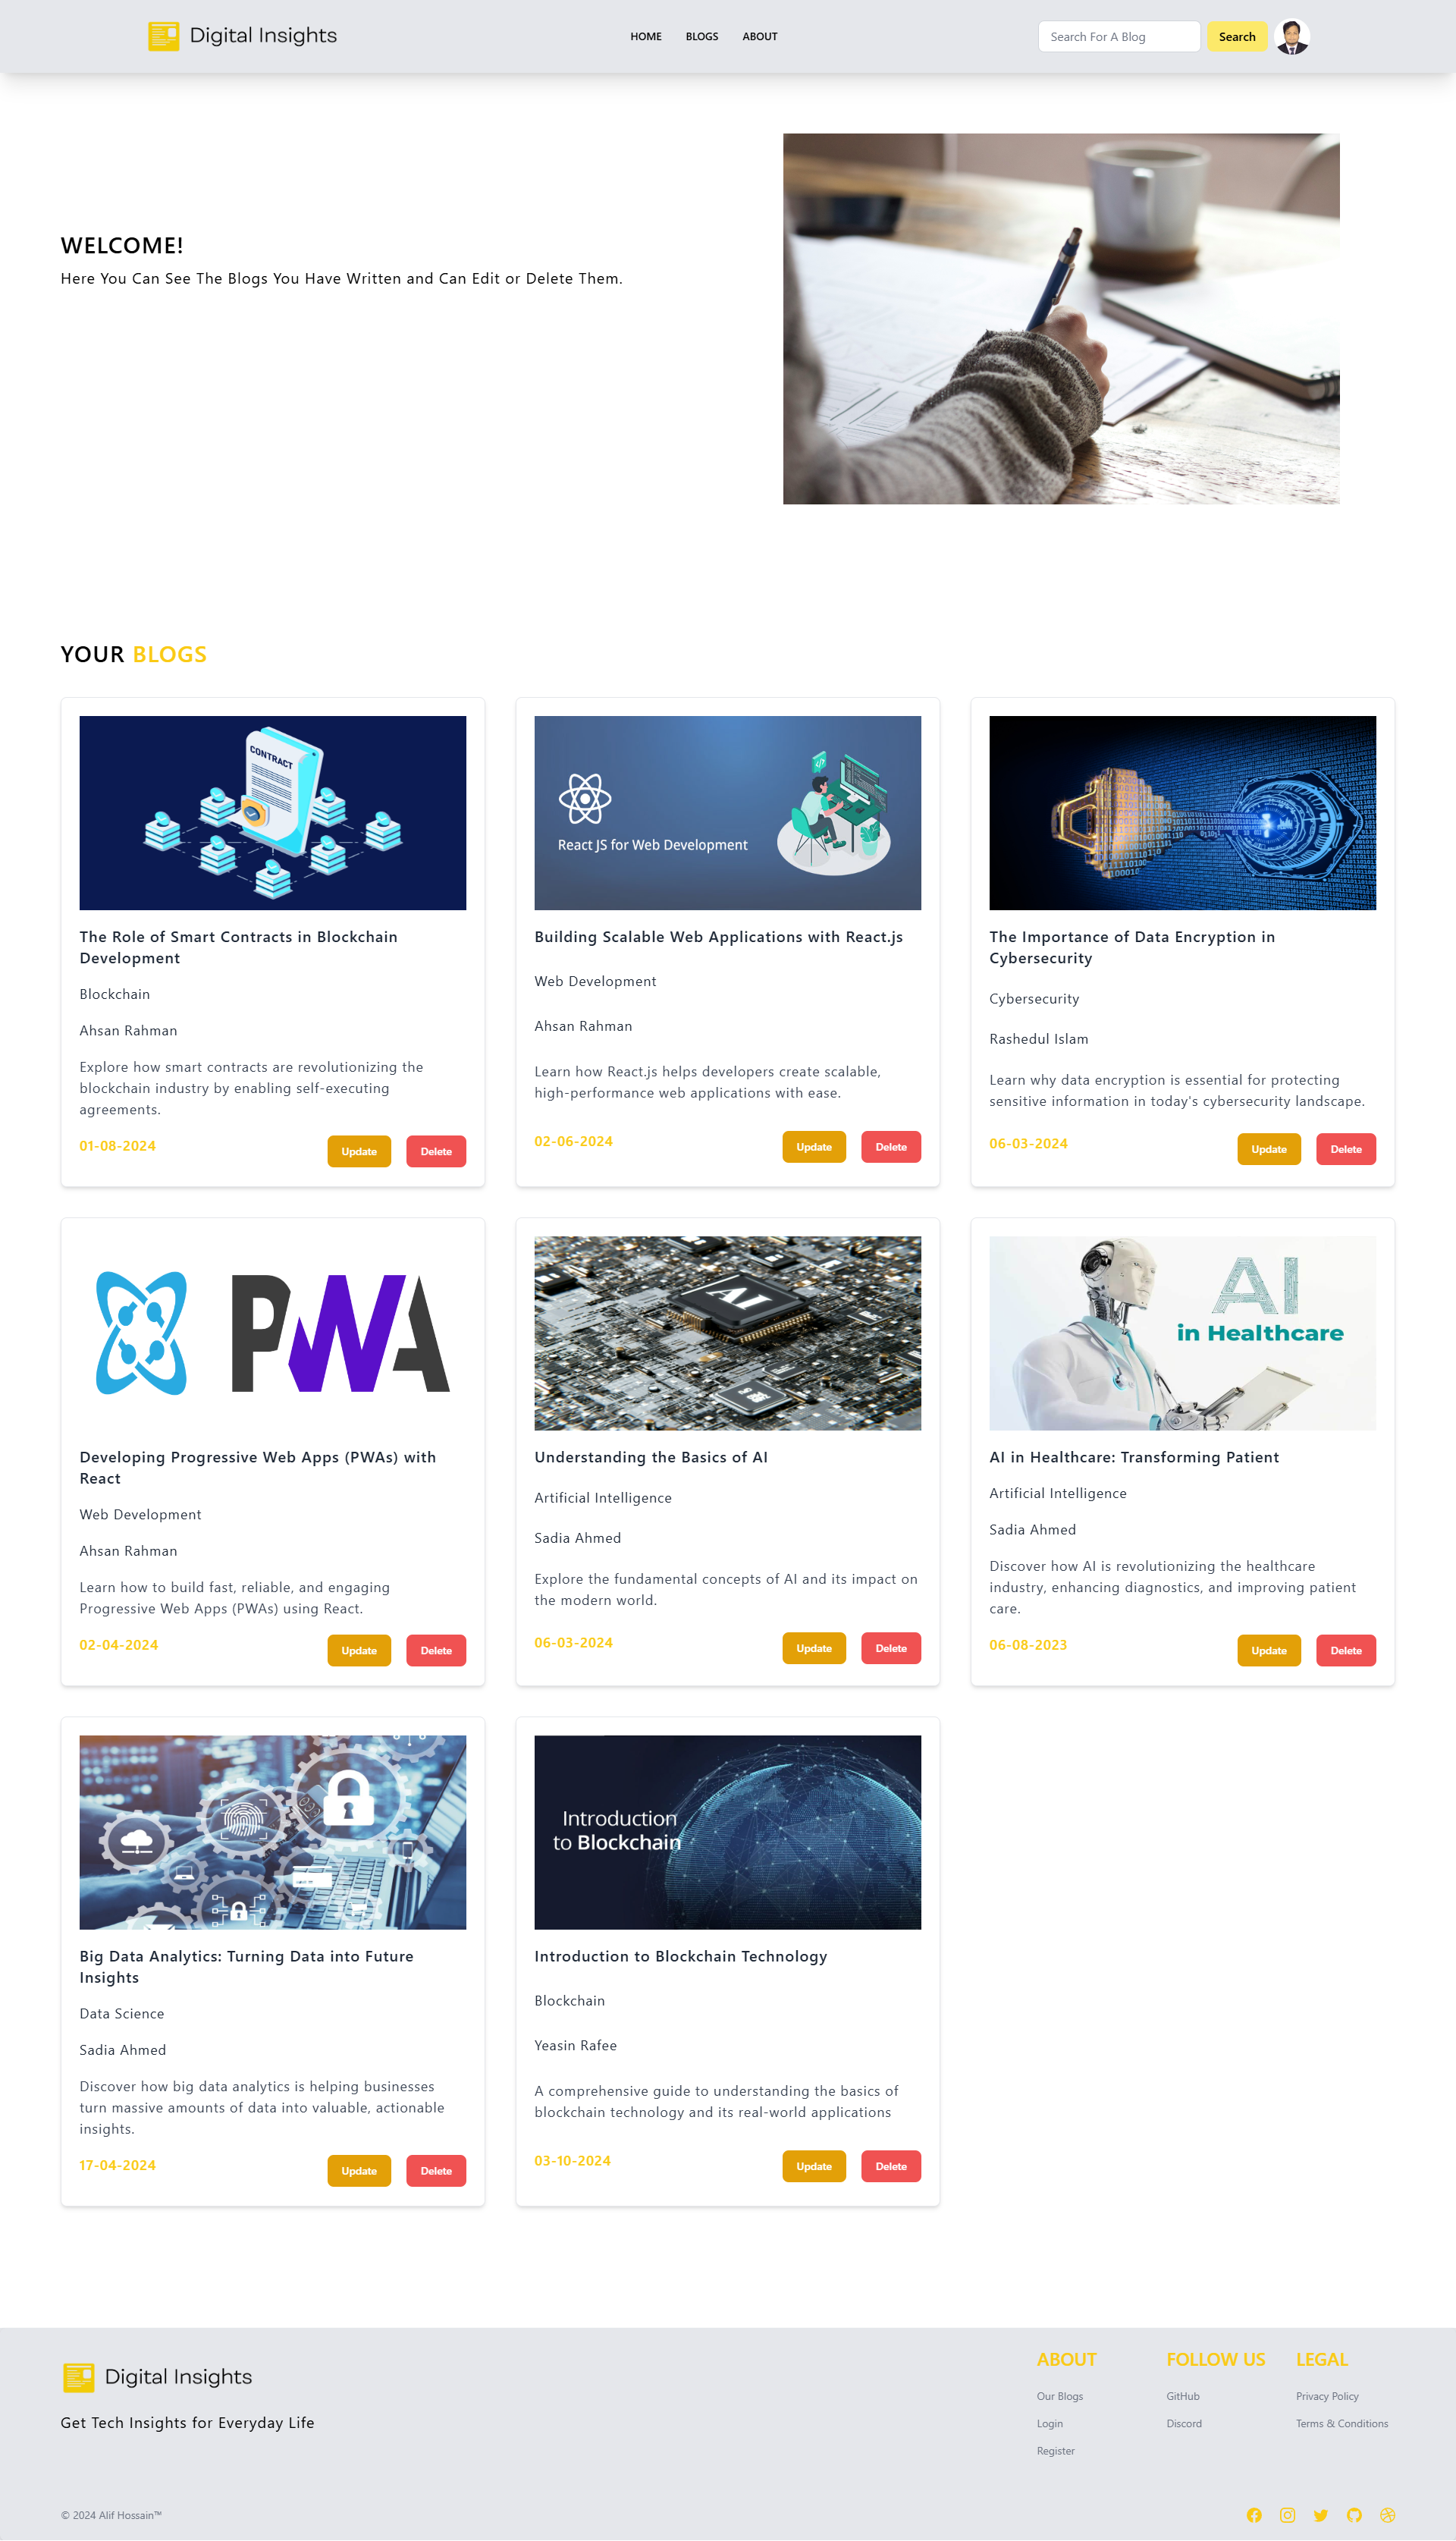 Digital Insights
HOME
BLOGS
ABOUT
Search For A Blog
Search
WELCOME!
Here You Can See The Blogs You Have Written and Can Edit or Delete Them.
YOUR BLOGS
CONTRACT
The Role of Smart Contracts in Blockchain
Development
Blockchain
Ahsan Rahman
Explore how smart contracts are revolutionizing the
blockchain industry by enabling self-executing
agreements.
01-08-2024
Update
Delete
React JS for Web Development
Building Scalable Web Applications with React.js
Web Development
Ahsan Rahman
Learn how React.js helps developers create scalable,
high-performance web applications with ease.
02-06-2024
Update
Delete
The Importance of Data Encryption in
Cybersecurity
Cybersecurity
Rashedul Islam
Learn why data encryption is essential for protecting
sensitive information in today's cybersecurity landscape.
06-03-2024
Update
Delete
PWA
Developing Progressive Web Apps (PWAs) with
React
Web Development
Ahsan Rahman
Learn how to build fast, reliable, and engaging
Progressive Web Apps (PWAs) using React.
02-04-2024
Update
Delete
AI
Understanding the Basics of AI
Artificial Intelligence
Sadia Ahmed
Explore the fundamental concepts of AI and its impact on
the modern world.
06-03-2024
Update
Delete
AI
in Healthcare
AI in Healthcare: Transforming Patient
Artificial Intelligence
Sadia Ahmed
Discover how AI is revolutionizing the healthcare
industry, enhancing diagnostics, and improving patient
care.
06-08-2023
Update
Delete
Big Data Analytics: Turning Data into Future
Insights
Data Science
Sadia Ahmed
Discover how big data analytics is helping businesses
turn massive amounts of data into valuable, actionable
insights.
17-04-2024
Update
Delete
Introduction
to Blockchain
Introduction to Blockchain Technology
Blockchain
Yeasin Rafee
A comprehensive guide to understanding the basics of
blockchain technology and its real-world applications
03-10-2024
Update
Delete
Digital Insights
Get Tech Insights for Everyday Life
ABOUT
Our Blogs
Login
Register
FOLLOW US
GitHub
Discord
LEGAL
Privacy Policy
Terms & Conditions
© 2024 Alif Hossain™